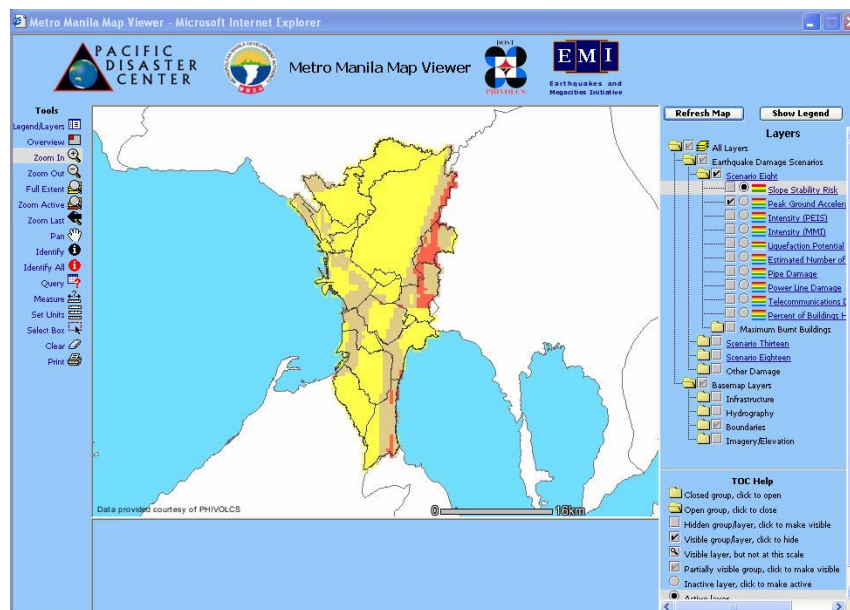 Metro Manila Map Viewer - Microsoft Internet Explorer
PACIFIC
DISASTER
CENTER
MMDA
Metro Manila Map Viewer
DOST
PHIVOLCS
EMI
Earthquakes and
Megacities Initiative
Tools
Legend/Layers
Overview
Zoom In
Zoom Out
Full Extent
Zoom Active
Zoom Last
Pan
Identify
Identify All
Query
Measure
Set Units
Select Box
Clear
Print
Data provided courtesy of PHIVOLCS
0 16km
Refresh Map Show Legend
Layers
All Layers
Earthquake Damage Scenarios
Scenario Eight
Slope Stability Risk
Peak Ground Accelera
Intensity (PEIS)
Intensity (MMI)
Liquefaction Potential
Estimated Number of
Pipe Damage
Power Line Damage
Telecommunications D
Percent of Buildings H
Maximum Burnt Buildings
Scenario Thirteen
Scenario Eighteen
Other Damage
Basemap Layers
Infrastructure
Hydrography
Boundaries
Imagery/Elevation
TOC Help
Closed group, click to open
Open group, click to close
Hidden group/layer, click to make visible
Visible group/layer, click to hide
Visible layer, but not at this scale
Partially visible group, click to make visible
Inactive layer, click to make active
Active layer